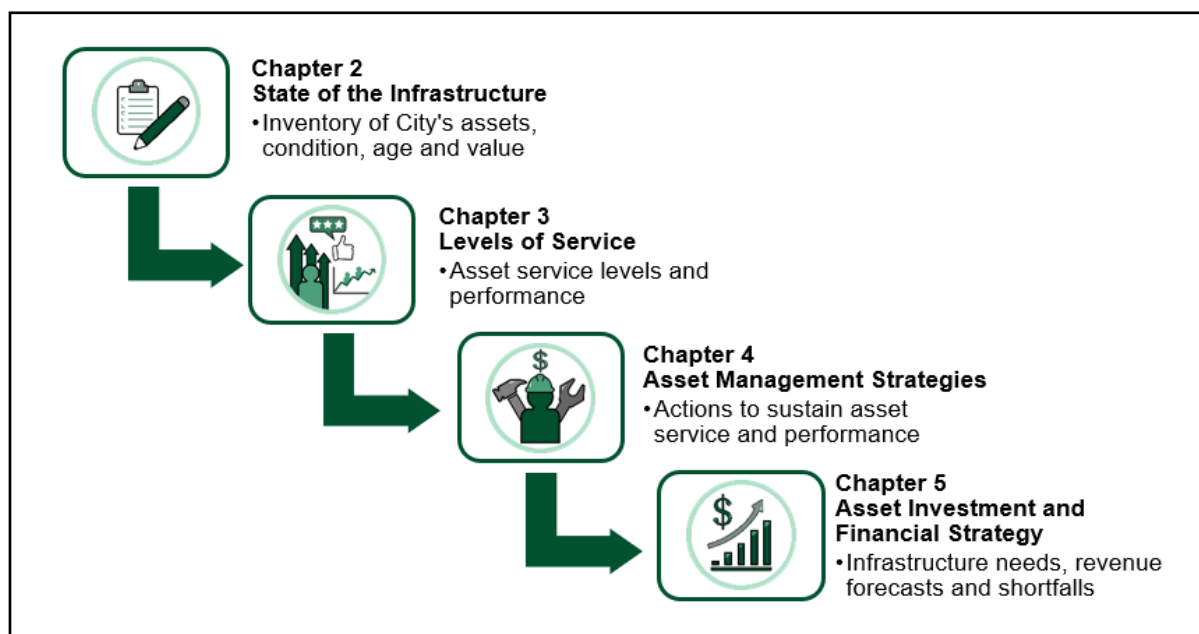 Chapter 2
State of the Infrastructure
•Inventory of City's assets,
condition, age and value
Chapter 3
Levels of Service
•Asset service levels and
performance
$
Chapter 4
Asset Management Strategies
•Actions to sustain asset
service and performance
$
Chapter 5
Asset Investment and
Financial Strategy
•Infrastructure needs, revenue
forecasts and shortfalls